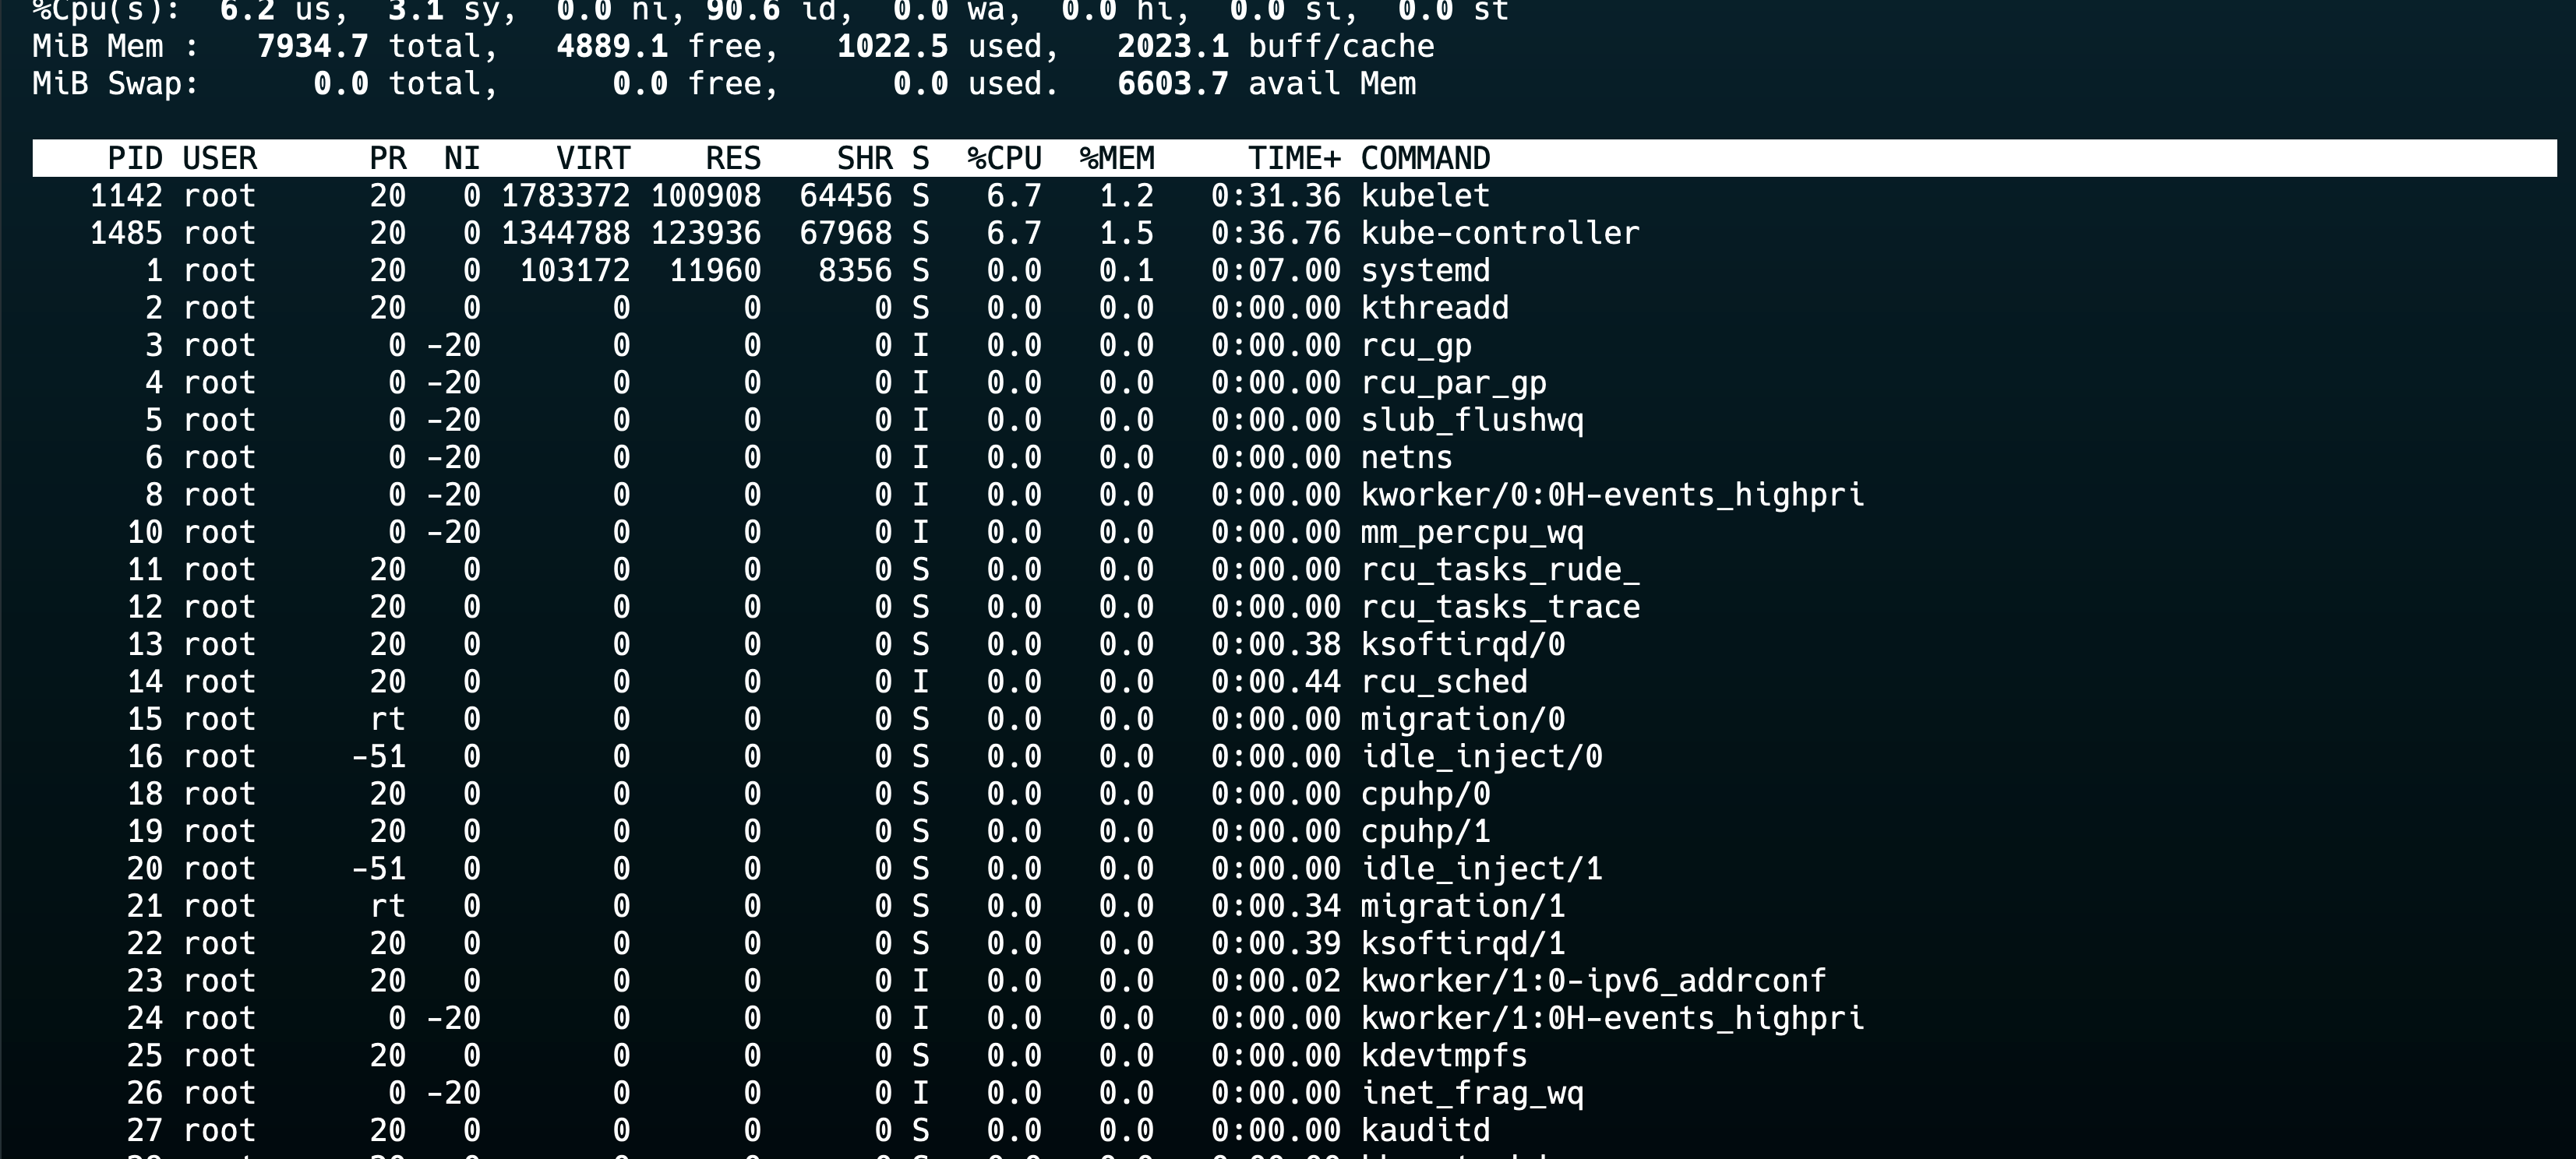 %Cpu(s):  6.2 us,  3.1 sy,  0.0 ni, 90.6 id,  0.0 wa,  0.0 hi,  0.0 si,  0.0 st
MiB Mem :   7934.7 total,   4889.1 free,   1022.5 used,   2023.1 buff/cache
MiB Swap:      0.0 total,      0.0 free,      0.0 used.   6603.7 avail Mem
PID USER      PR  NI    VIRT    RES    SHR S  %CPU  %MEM     TIME+ COMMAND
1142 root      20   0 1783372 100908  64456 S   6.7   1.2   0:31.36 kubelet
1485 root      20   0 1344788 123936  67968 S   6.7   1.5   0:36.76 kube-controller
1 root      20   0  103172  11960   8356 S   0.0   0.1   0:07.00 systemd
2 root      20   0       0      0      0 S   0.0   0.0   0:00.00 kthreadd
3 root       0 -20       0      0      0 I   0.0   0.0   0:00.00 rcu_gp
4 root       0 -20       0      0      0 I   0.0   0.0   0:00.00 rcu_par_gp
5 root       0 -20       0      0      0 I   0.0   0.0   0:00.00 slub_flushwq
6 root       0 -20       0      0      0 I   0.0   0.0   0:00.00 netns
8 root       0 -20       0      0      0 I   0.0   0.0   0:00.00 kworker/0:0H-events_highpri
10 root       0 -20       0      0      0 I   0.0   0.0   0:00.00 mm_percpu_wq
11 root      20   0       0      0      0 S   0.0   0.0   0:00.00 rcu_tasks_rude_
12 root      20   0       0      0      0 S   0.0   0.0   0:00.00 rcu_tasks_trace
13 root      20   0       0      0      0 S   0.0   0.0   0:00.38 ksoftirqd/0
14 root      20   0       0      0      0 I   0.0   0.0   0:00.44 rcu_sched
15 root      rt   0       0      0      0 S   0.0   0.0   0:00.00 migration/0
16 root     -51   0       0      0      0 S   0.0   0.0   0:00.00 idle_inject/0
18 root      20   0       0      0      0 S   0.0   0.0   0:00.00 cpuhp/0
19 root      20   0       0      0      0 S   0.0   0.0   0:00.00 cpuhp/1
20 root     -51   0       0      0      0 S   0.0   0.0   0:00.00 idle_inject/1
21 root      rt   0       0      0      0 S   0.0   0.0   0:00.34 migration/1
22 root      20   0       0      0      0 S   0.0   0.0   0:00.39 ksoftirqd/1
23 root      20   0       0      0      0 I   0.0   0.0   0:00.02 kworker/1:0-ipv6_addrconf
24 root       0 -20       0      0      0 I   0.0   0.0   0:00.00 kworker/1:0H-events_highpri
25 root      20   0       0      0      0 S   0.0   0.0   0:00.00 kdevtmpfs
26 root       0 -20       0      0      0 I   0.0   0.0   0:00.00 inet_frag_wq
27 root      20   0       0      0      0 S   0.0   0.0   0:00.00 kauditd